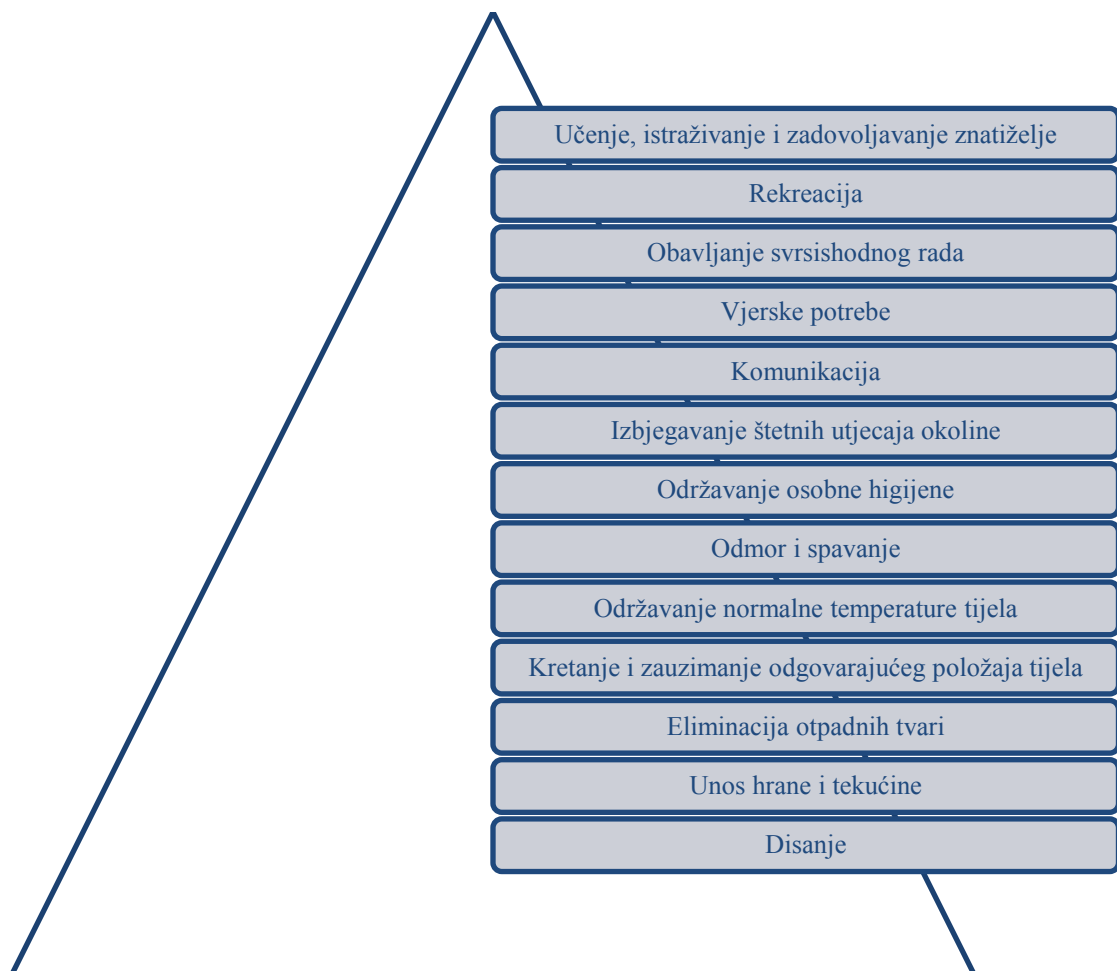 Učenje, istraživanje i zadovoljavanje znatiželje
Rekreacija
Obavljanje svrsishodnog rada
Vjerske potrebe
Komunikacija
Izbjegavanje štetnih utjecaja okoline
Održavanje osobne higijene
Odmor i spavanje
Održavanje normalne temperature tijela
Kretanje i zauzimanje odgovarajućeg položaja tijela
Eliminacija otpadnih tvari
Unos hrane i tekućine
Disanje